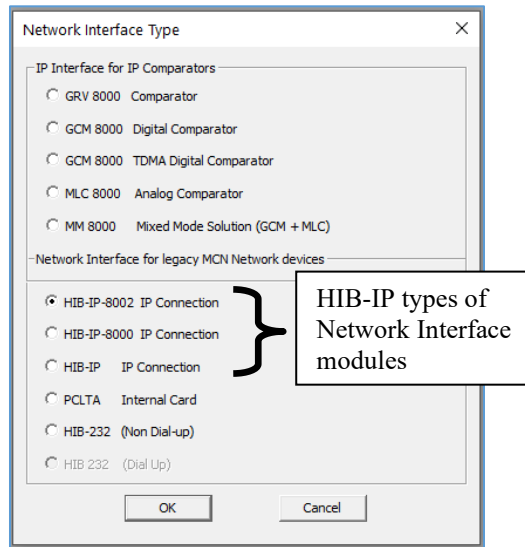 Network Interface Type
IP Interface for IP Comparators
GRV 8000 Comparator
GCM 8000 Digital Comparator
GCM 8000 TDMA Digital Comparator
MLC 8000 Analog Comparator
MM 8000 Mixed Mode Solution (GCM + MLC)
Network Interface for legacy MCN Network devices
HIB-IP-8002 IP Connection
HIB-IP-8000 IP Connection
HIB-IP IP Connection
PCLTA Internal Card
HIB-232 (Non Dial-up)
HIB 232 (Dial Up)
HIB-IP types of
Network Interface
modules
OK
Cancel